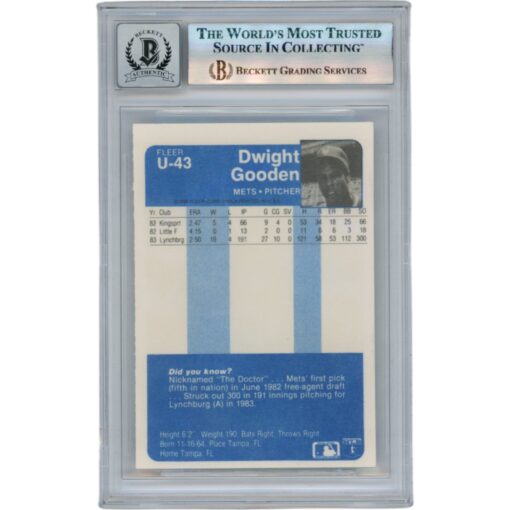 BECKETT
B
AUTHENTIC
THE WORLD'S MOST TRUSTED
SOURCE IN COLLECTING™
B BECKETT GRADING SERVICES
FLEER
U-43
Dwight
Gooden
METS • PITCHER
Yr. Club ERA W L IP G CG SV H R ER BB SO
83 Kingsprt 2.47 5 4 66 9 4 0 53 34 18 25 66
82 Little F 4.15 0 1 13 2 0 0 11 6 6 3 18
83 Lynchbrg 2.50 19 4 191 27 10 0 121 58 53 112 300
Did you know?
Nicknamed "The Doctor" . . . Mets' first pick
(fifth in nation) in June 1982 free-agent draft
. . . Struck out 300 in 191 innings pitching for
Lynchburg (A) in 1983.
Height 6'2" Weight 190, Bats Right, Throws Right
Born 11-16-64, Place Tampa, FL
Home Tampa, FL